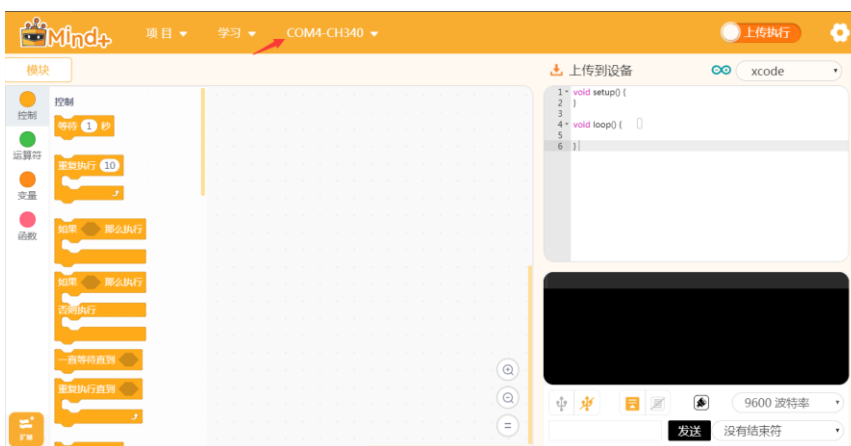 Mind+ 项目 学习 COM4-CH340 上传执行
模块
上传到设备 xcode
控制
运算符
变量
函数
扩展
控制
等待 1 秒
重复执行 10
如果 那么执行
如果 那么执行
否则执行
一直等待直到
重复执行直到
1 void setup() {
2 }
3
4 void loop() {
5
6 }
9600 波特率
发送 没有结束符